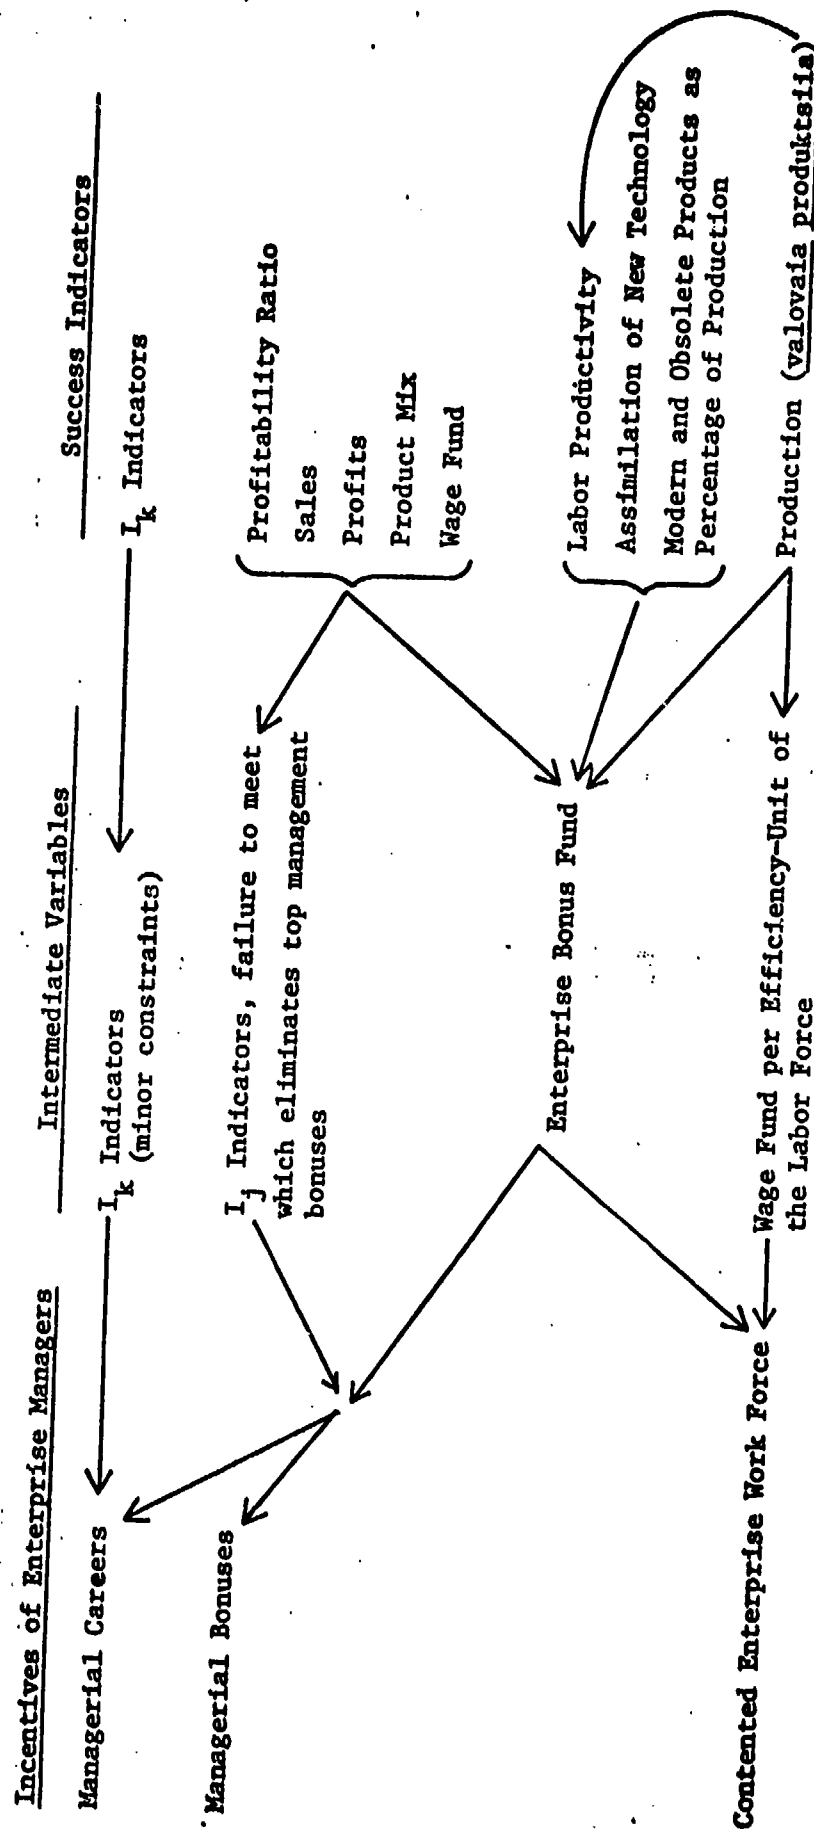 Incentives of Enterprise Managers
Intermediate Variables
Success Indicators
Managerial Careers
I_k Indicators
(minor constraints)
I_k Indicators
Managerial Bonuses
I_j Indicators, failure to meet
which eliminates top management
bonuses
Profitability Ratio
Sales
Profits
Product Mix
Wage Fund
Enterprise Bonus Fund
Labor Productivity
Assimilation of New Technology
Modern and Obsolete Products as
Percentage of Production
Contented Enterprise Work Force
Wage Fund per Efficiency-Unit of
the Labor Force
Production (valovaia produktsiia)